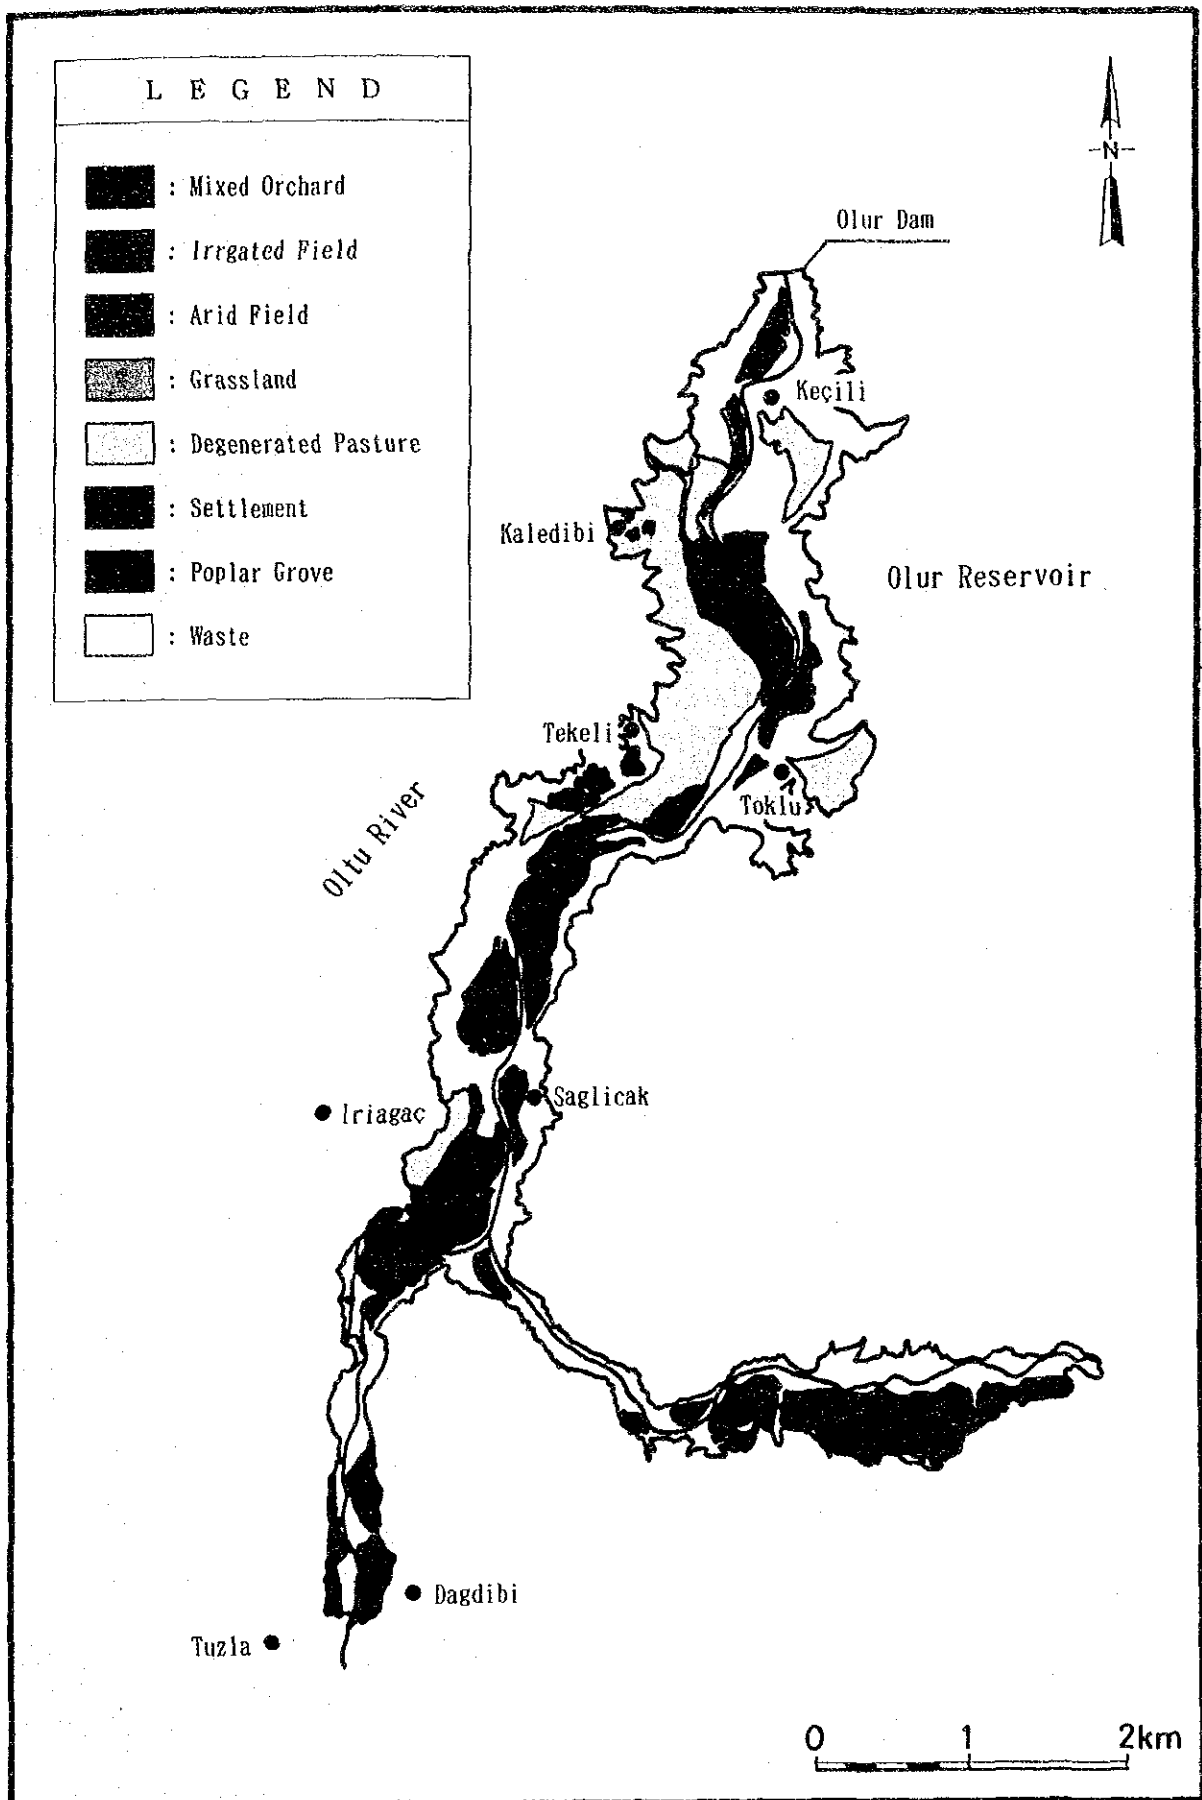 LEGEND
: Mixed Orchard
: Irrgated Field
: Arid Field
: Grassland
: Degenerated Pasture
: Settlement
: Poplar Grove
: Waste
N
Olur Dam
Keçili
Kaledibi
Olur Reservoir
Tekeli
Toklu
Oltu River
Saglicak
Iriagaç
Dagdibi
Tuzla
0 1 2km